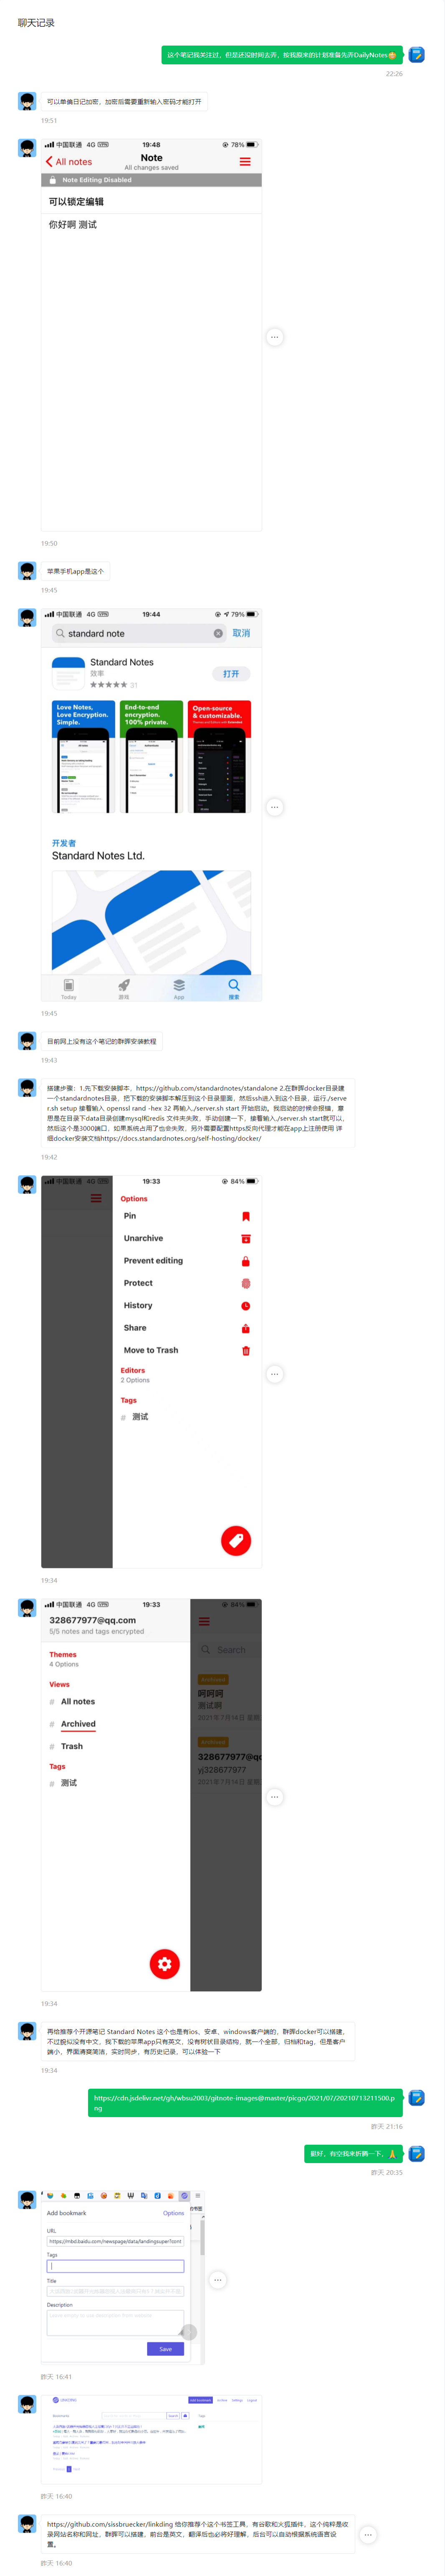 聊天记录
这个笔记我关注过，但是还没时间去弄，按我原来的计划准备先弄DailyNotes
22:26
可以单备日记加密，加密后需要重新输入密码才能打开
19:51
中国联通 4G 19:48 78%
All notes
Note
All changes saved
Note Editing Disabled
可以锁定编辑
你好啊 测试
19:50
苹果手机app是这个
19:45
中国联通 4G 19:44 79%
standard note
取消
Standard Notes
效率
31
打开
Love Notes, Love Encryption. Simple.
End-to-end encryption. 100% private.
Open-source & customizable.
开发者
Standard Notes Ltd.
Today
游戏
App
搜索
19:45
目前网上没有这个笔记的群晖安装教程
19:43
搭建步骤：1.先下载安装脚本，https://github.com/standardnotes/standalone 2.在群晖docker目录建
一个standardnotes目录，把下载的安装脚本解压到这个目录里面，然后ssh进入到这个目录，运行./serve
r.sh setup 接着输入 openssl rand -hex 32 再输入./server.sh start 开始启动。我启动的时候会报错，意
思是在目录下data目录创建mysql和redis 文件夹失败，手动创建一下，接着输入./server.sh start就可以，
然后这个是3000端口，如果系统占用了也会失败，另外需要配置https反向代理才能在app上注册使用 详
细docker安装文档https://docs.standardnotes.org/self-hosting/docker/
19:42
中国联通 4G 19:33 84%
Options
Pin
Unarchive
Prevent editing
Protect
History
Share
Move to Trash
Editors
2 Options
Tags
# 测试
19:34
中国联通 4G 19:33 84%
328677977@qq.com
5/5 notes and tags encrypted
Themes
4 Options
Views
# All notes
# Archived
# Trash
Tags
# 测试
Search
Archived
呵呵呵
测试啊
2021年7月14日 星期
Archived
328677977@qq
yj328677977
2021年7月14日 星期
19:34
再给推荐个开源笔记 Standard Notes 这个也是有ios、安卓，windows客户端的，群晖docker可以搭建，
不过貌似没有中文，我下载的苹果app只有英文，没有树状目录结构，就一个全部，归档和tag，但是客户
端小，界面清爽简洁，实时同步，有历史记录，可以体验一下
19:34
https://cdn.jsdelivr.net/gh/wbsu2003/gitnote-images@master/picgo/2021/07/20210713211500.p
ng
昨天 21:16
挺好，有空我来折腾一下，
昨天 20:35
Add bookmark
Options
URL
https://mbd.baidu.com/newspage/data/landingsuper?cont
Tags
Title
Description
Leave empty to use description from website
Save
昨天 16:41
Add bookmark
Archive
Settings
Logout
Bookmarks
Search
Tags
昨天 16:40
https://github.com/sissbruecker/linkding 给你推荐个这个书签工具，有谷歌和火狐插件，这个纯粹是收
录网站名称和网址，群晖可以搭建，前台是英文，翻译后也必将好理解，后台可以自动根据系统语言设
置。
昨天 16:40